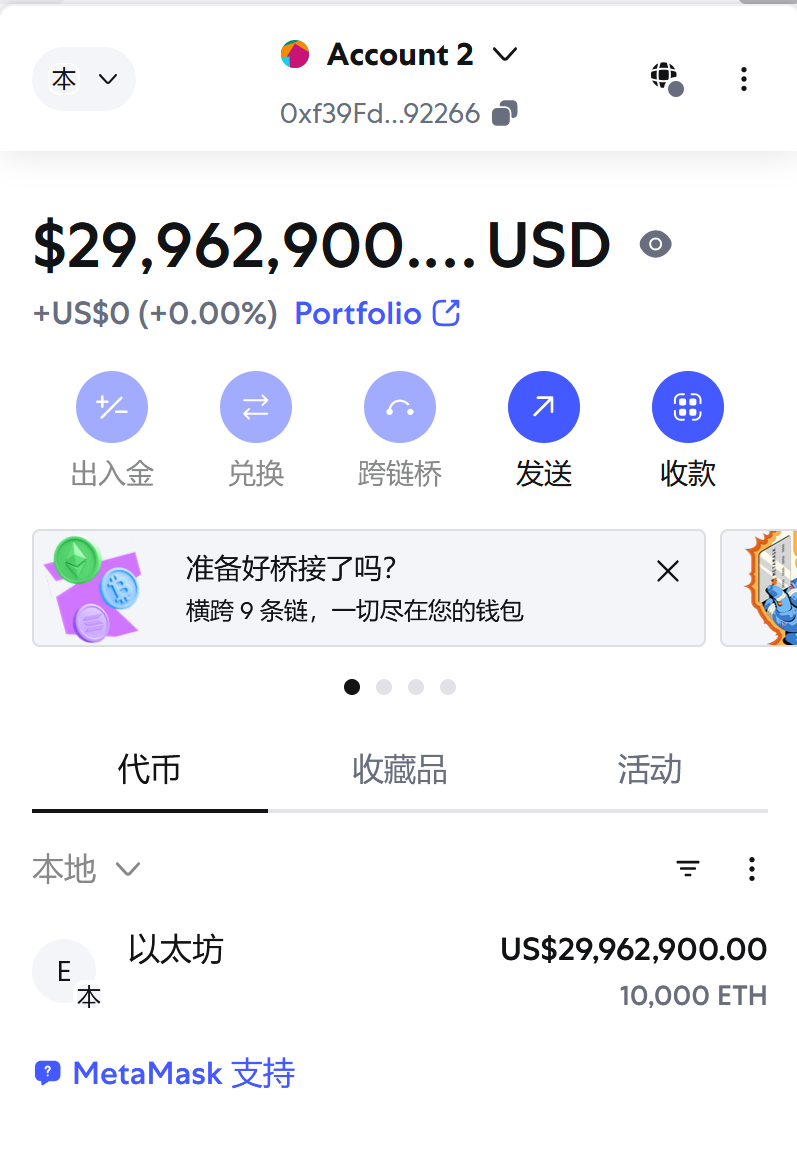 本
Account 2
0xf39Fd...92266
$29,962,900.... USD
+US$0 (+0.00%) Portfolio
出入金
兑换
跨链桥
发送
收款
准备好桥接了吗？
横跨 9 条链，一切尽在您的钱包
代币
收藏品
活动
本地
E
本
以太坊
US$29,962,900.00
10,000 ETH
MetaMask 支持